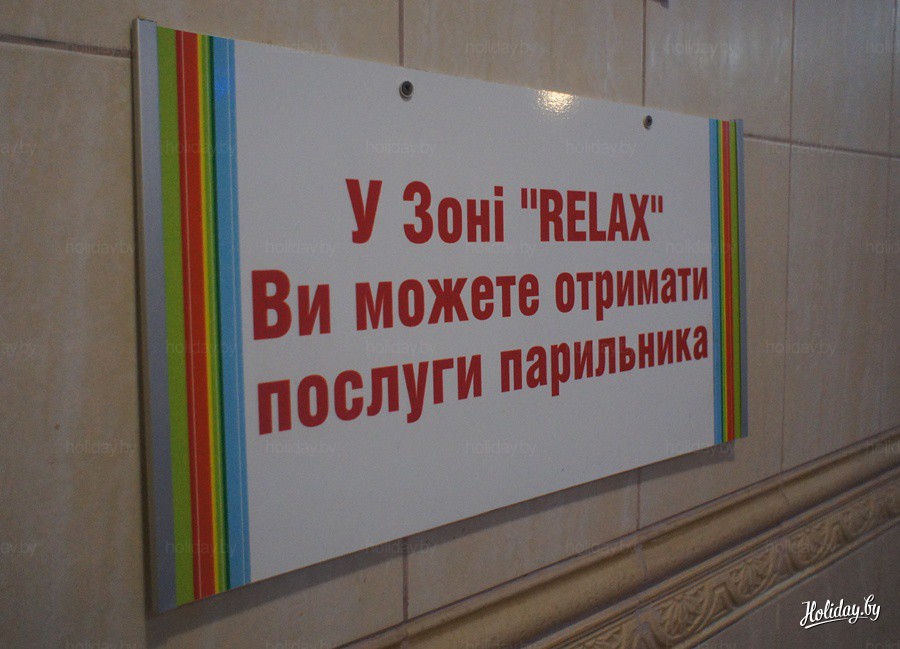 У Зоні "RELAX"
Ви можете отримати
послуги парильника
Holiday.by